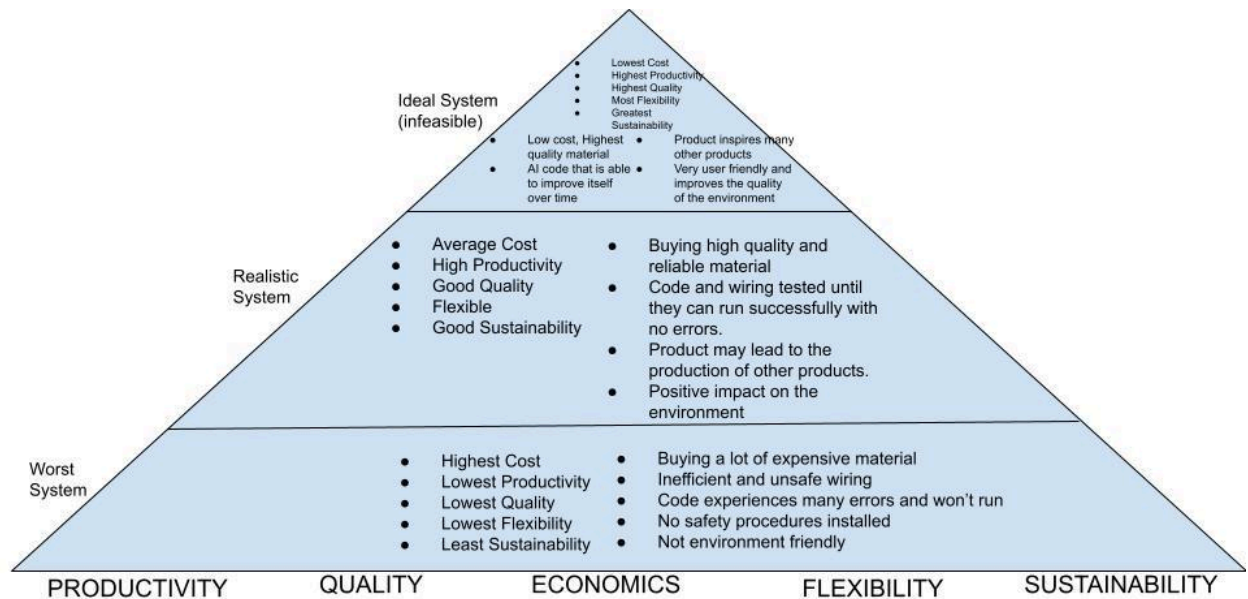 Lowest Cost
Highest Productivity
Highest Quality
Most Flexibility
Greatest
Sustainability
Ideal System
(infeasible)
Low cost, Highest
quality material
AI code that is able
to improve itself
over time
Product inspires many
other products
Very user friendly and
improves the quality
of the environment
Realistic
System
Average Cost
High Productivity
Good Quality
Flexible
Good Sustainability
Buying high quality and
reliable material
Code and wiring tested until
they can run successfully with
no errors.
Product may lead to the
production of other products.
Positive impact on the
environment
Worst
System
Highest Cost
Lowest Productivity
Lowest Quality
Lowest Flexibility
Least Sustainability
Buying a lot of expensive material
Inefficient and unsafe wiring
Code experiences many errors and won't run
No safety procedures installed
Not environment friendly
PRODUCTIVITY QUALITY ECONOMICS FLEXIBILITY SUSTAINABILITY